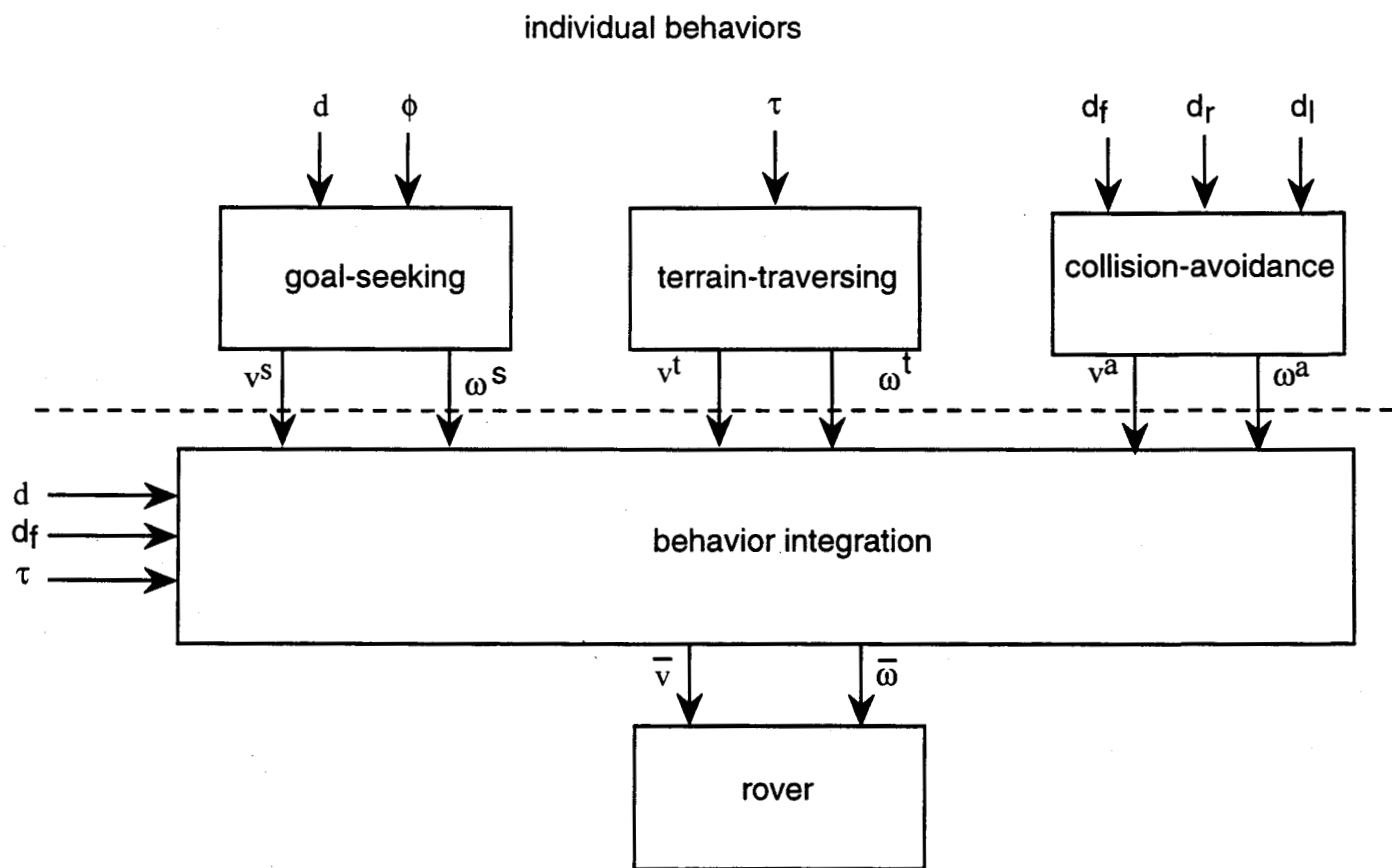 individual behaviors
d φ τ d_f d_r d_l
goal-seeking terrain-traversing collision-avoidance
v^s ω^s v^t ω^t v^a ω^a
d
d_f behavior integration
τ
v̅ ω̅
rover